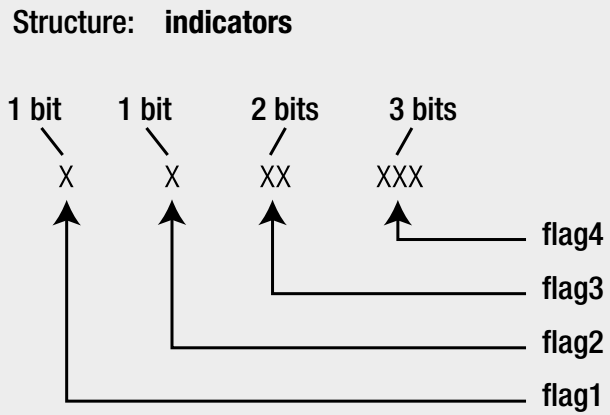 Structure: indicators
1 bit 1 bit 2 bits 3 bits
X X XX XXX
flag4
flag3
flag2
flag1